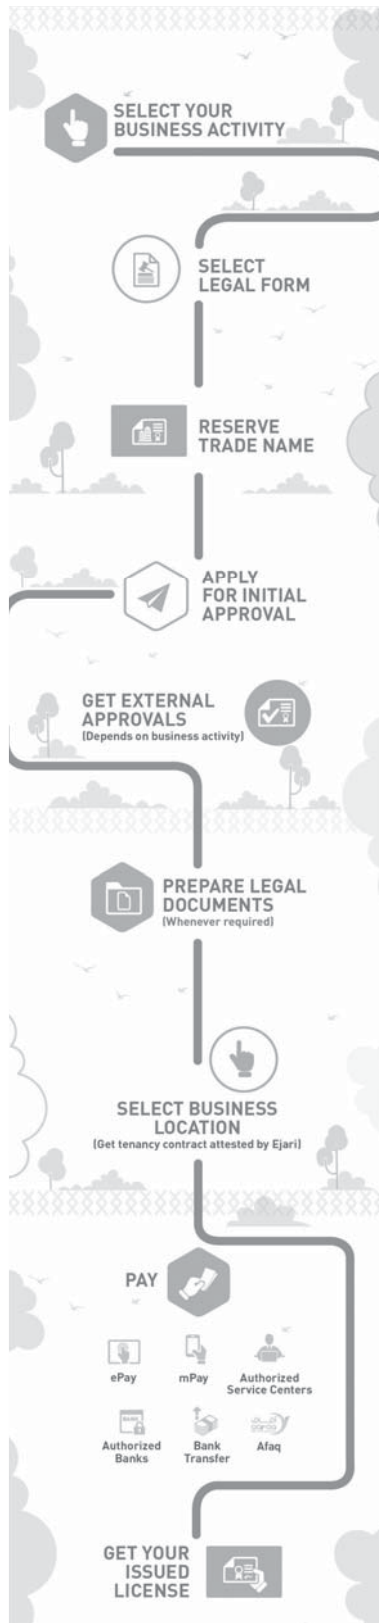 SELECT YOUR
BUSINESS ACTIVITY
SELECT
LEGAL FORM
RESERVE
TRADE NAME
APPLY
FOR INITIAL
APPROVAL
GET EXTERNAL
APPROVALS
(Depends on business activity)
PREPARE LEGAL
DOCUMENTS
(Whenever required)
SELECT BUSINESS
LOCATION
(Get tenancy contract attested by Ejari)
PAY
ePay
mPay
Authorized
Service Centers
Authorized
Banks
Bank
Transfer
Afaq
GET YOUR
ISSUED
LICENSE